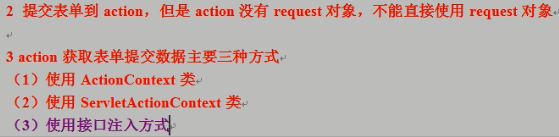 2 提交表单到 action，但是 action 没有 request 对象，不能直接使用 request 对象
3 action 获取表单提交数据主要三种方式
（1）使用 ActionContext 类
（2）使用 ServletActionContext 类
（3）使用接口注入方式